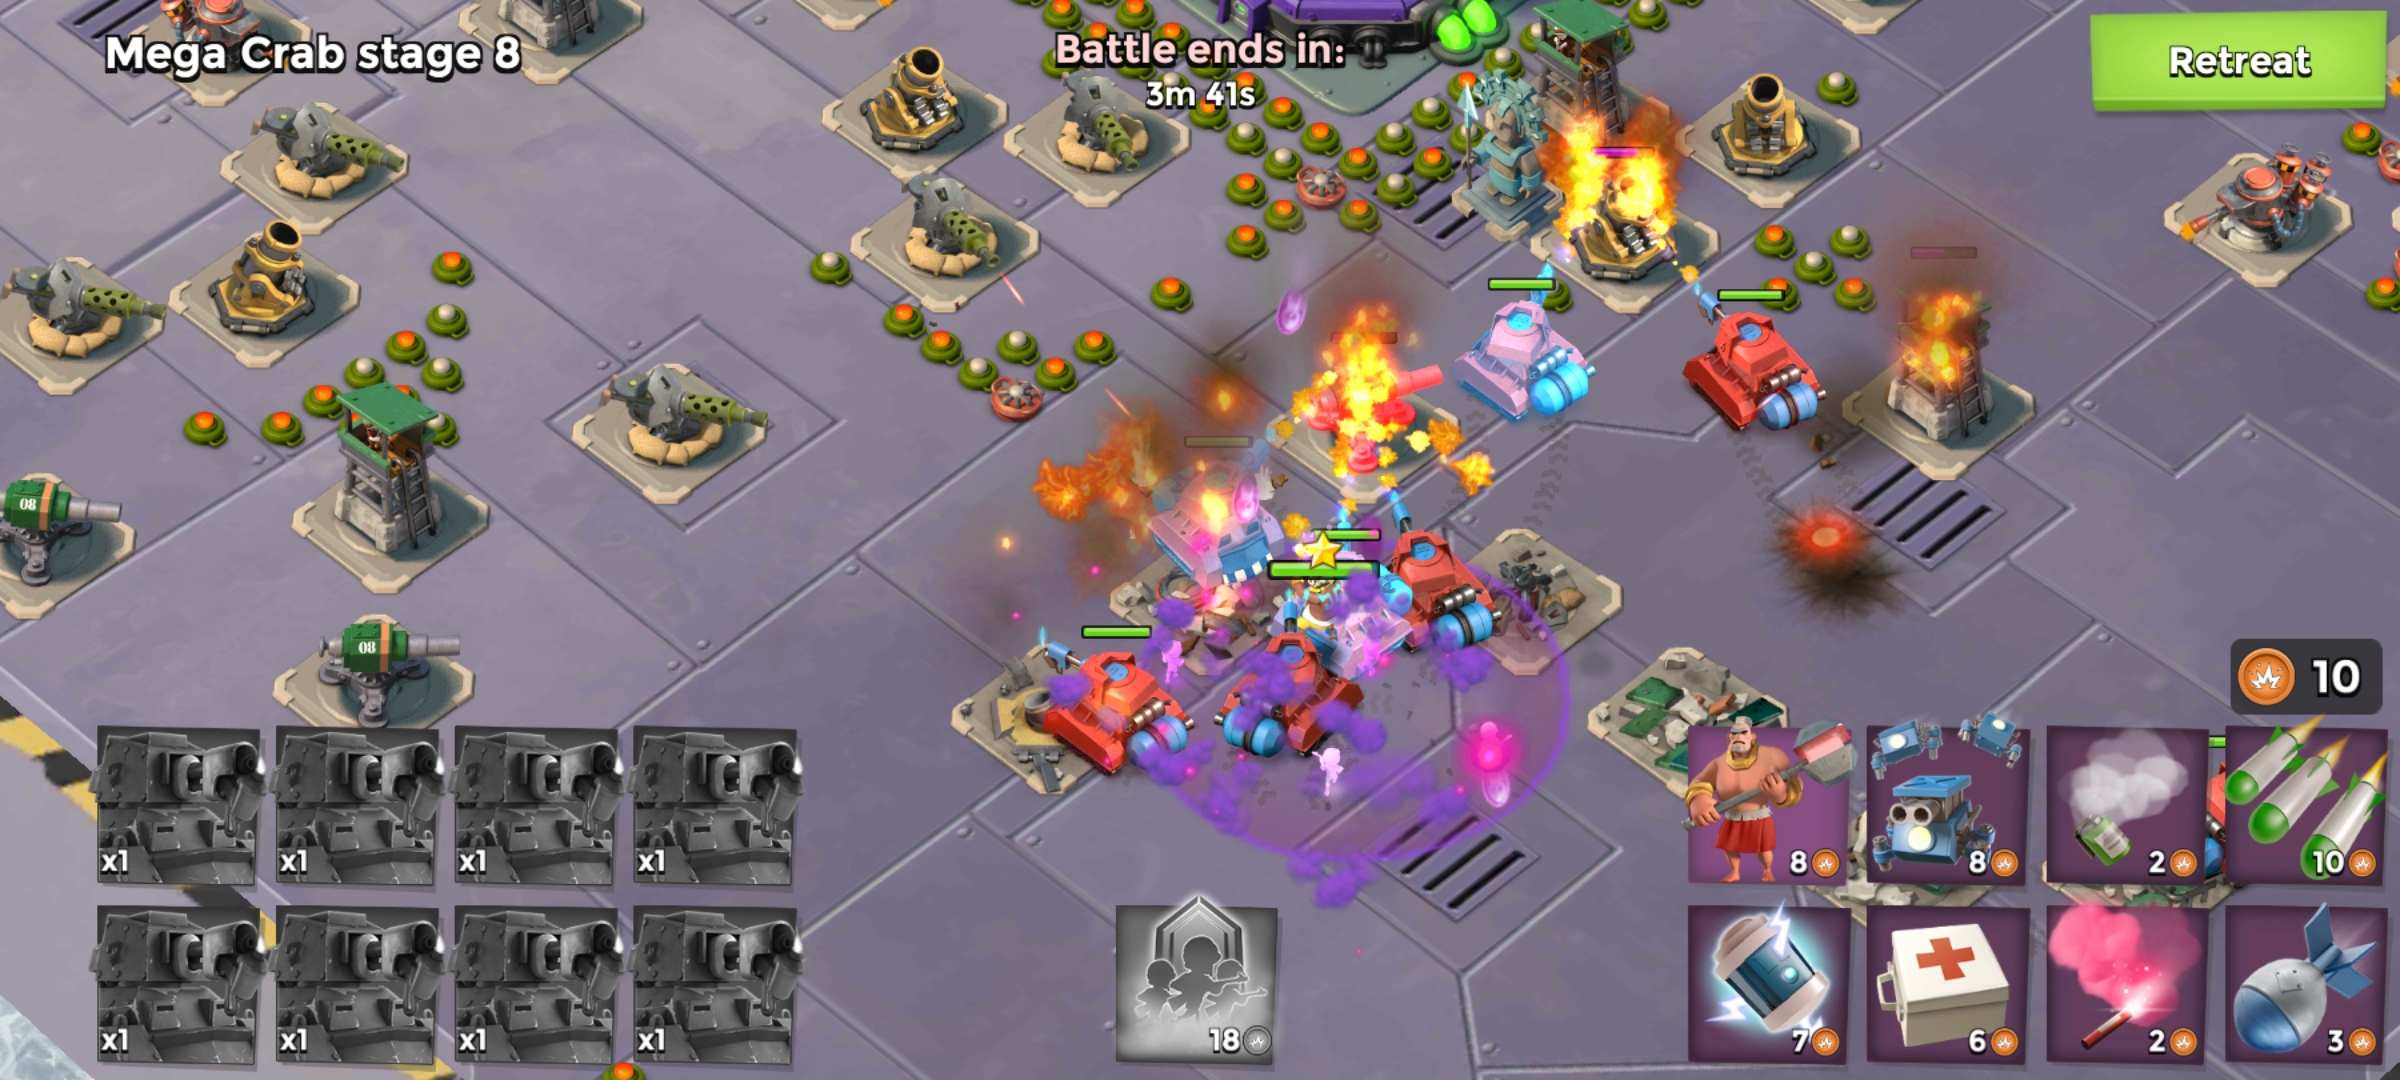 Mega Crab stage 8
Battle ends in:
3m 41s
Retreat
08
08
10
x1
x1
x1
x1
8
8
2
10
x1
x1
x1
x1
18
7
6
2
3